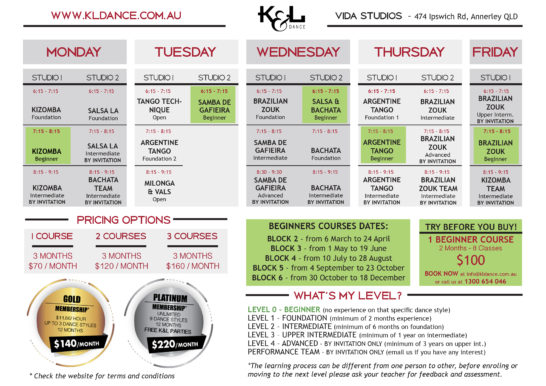 WWW.KLDANCE.COM.AU
K&L
DANCE
VIDA STUDIOS - 474 Ipswich Rd, Annerley QLD
MONDAY
TUESDAY
WEDNESDAY
THURSDAY
FRIDAY
STUDIO 1
STUDIO 2
STUDIO 1
STUDIO 2
STUDIO 1
STUDIO 2
STUDIO 1
STUDIO 2
STUDIO 1
6:15 - 7:15
KIZOMBA
Foundation
6:15 - 7:15
SALSA LA
Foundation
6:15 - 7:15
TANGO TECH-
NIQUE
Open
6:15 - 7:15
SAMBA DE
GAFIEIRA
Beginner
6:15 - 7:15
BRAZILIAN
ZOUK
Foundation
6:15 - 7:15
SALSA &
BACHATA
Beginner
6:15 - 7:15
ARGENTINE
TANGO
Foundation 1
6:15 - 7:15
BRAZILIAN
ZOUK
Intermediate
6:15 - 7:15
BRAZILIAN
ZOUK
Upper Interm.
BY INVITATION
7:15 - 8:15
KIZOMBA
Beginner
7:15 - 8:15
SALSA LA
Intermediate
BY INVITATION
7:15 - 8:15
ARGENTINE
TANGO
Foundation 2
7:15 - 8:15
SAMBA DE
GAFIEIRA
Intermediate
7:15 - 8:15
BACHATA
Foundation
7:15 - 8:15
ARGENTINE
TANGO
Beginner
7:15 - 8:15
BRAZILIAN
ZOUK
Advanced
BY INVITATION
7:15 - 8:15
BRAZILIAN
ZOUK
Beginner
8:15 - 9:15
KIZOMBA
Intermediate
BY INVITATION
8:15 - 9:15
BACHATA
TEAM
Intermediate
BY INVITATION
8:15 - 9:15
MILONGA
& VALS
Open
8:30 - 9:30
SAMBA DE
GAFIEIRA
Advanced
BY INVITATION
8:15 - 9:15
BACHATA
Intermediate
BY INVITATION
8:15 - 9:15
ARGENTINE
TANGO
Intermediate
BY INVITATION
8:15 - 9:15
BRAZILIAN
ZOUK TEAM
Intermediate
BY INVITATION
8:15 - 9:15
KIZOMBA
TEAM
Intermediate
BY INVITATION
PRICING OPTIONS
1 COURSE
2 COURSES
3 COURSES
3 MONTHS
$70 / MONTH
3 MONTHS
$120 / MONTH
3 MONTHS
$160 / MONTH
GOLD
MEMBERSHIP*
UP TO 3 DANCE STYLES
12 MONTHS
$140/MONTH
PLATINUM
MEMBERSHIP*
UNLIMITED
DANCE STYLES
12 MONTHS
FREE K&L PARTIES
$220/MONTH
* Check the website for terms and conditions
BEGINNERS COURSES DATES:
BLOCK 2 - from 6 March to 24 April
BLOCK 3 - from 1 May to 19 June
BLOCK 4 - from 10 July to 28 August
BLOCK 5 - from 4 September to 23 October
BLOCK 6 - from 30 October to 18 December
TRY BEFORE YOU BUY!
1 BEGINNER COURSE
2 Months - 8 Classes
$100
BOOK NOW at info@kldance.com.au
or call us at 1300 654 046
WHAT'S MY LEVEL?
LEVEL 0 - BEGINNER (no experience on that specific dance style)
LEVEL 1 - FOUNDATION (minimum of 2 months experience)
LEVEL 2 - INTERMEDIATE (minimum of 6 months on foundation)
LEVEL 3 - UPPER INTERMEDIATE (minimum of 1 year on intermediate)
LEVEL 4 - ADVANCED - BY INVITATION ONLY (minimum of 3 years on upper int.)
PERFORMANCE TEAM - BY INVITATION ONLY (email us if you have any interest)
*The learning process can be different from one person to other, before enroling or
moving to the next level please ask your teacher for feedback and assessment.